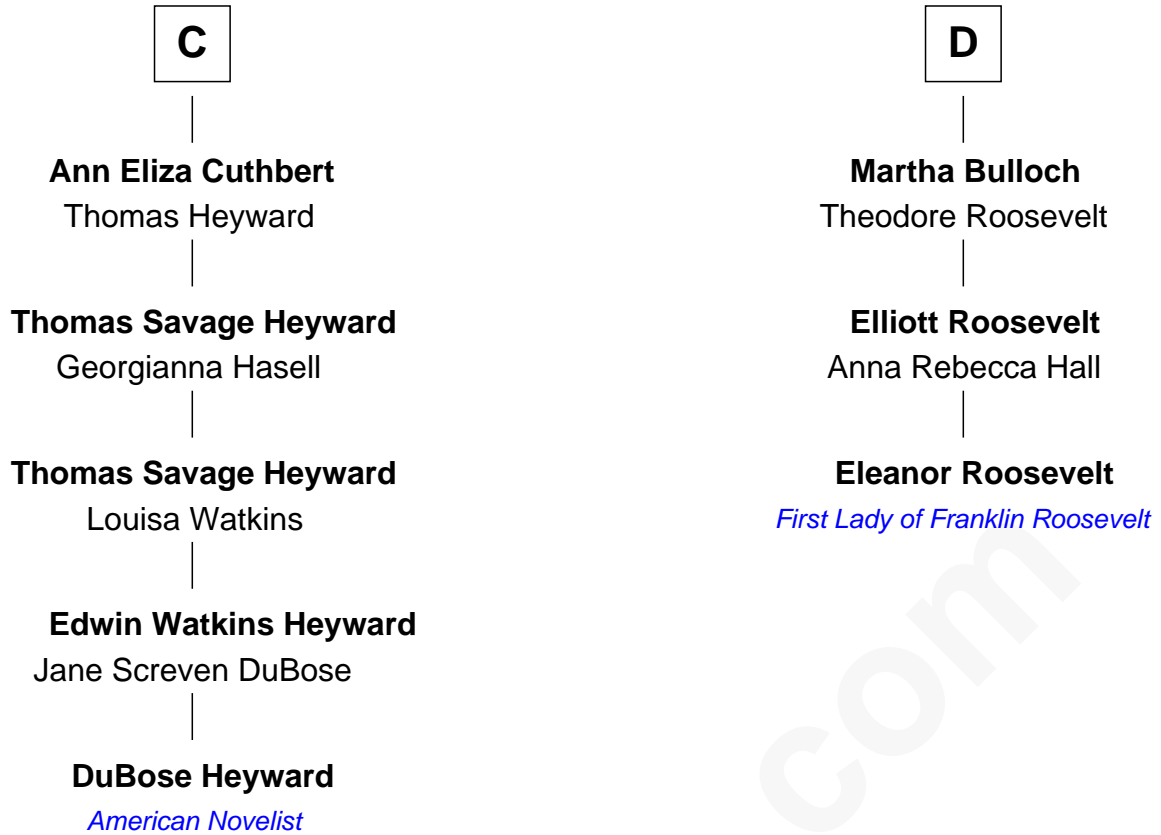 C
Ann Eliza Cuthbert
Thomas Heyward
Thomas Savage Heyward
Georgianna Hasell
Thomas Savage Heyward
Louisa Watkins
Edwin Watkins Heyward
Jane Screven DuBose
DuBose Heyward
American Novelist
D
Martha Bulloch
Theodore Roosevelt
Elliott Roosevelt
Anna Rebecca Hall
Eleanor Roosevelt
First Lady of Franklin Roosevelt
com